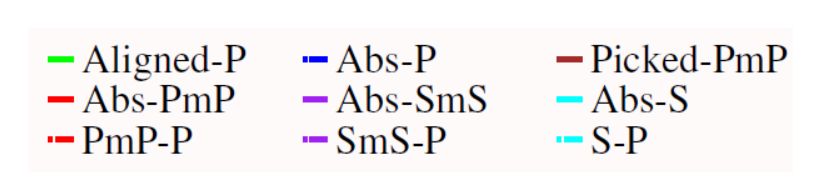 Aligned-P Abs-P Picked-PmP
Abs-PmP Abs-SmS Abs-S
PmP-P SmS-P S-P